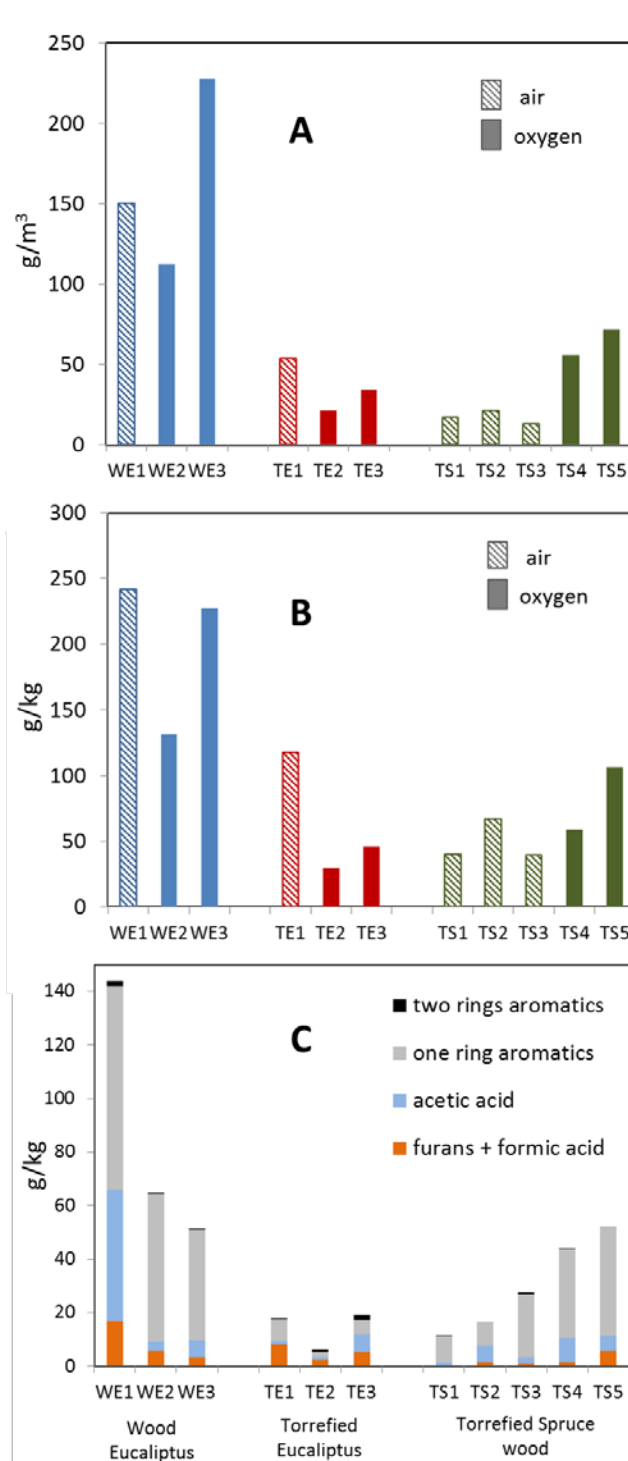 250
200
150
100
50
0
g/m³
A
air
oxygen
WE1 WE2 WE3 TE1 TE2 TE3 TS1 TS2 TS3 TS4 TS5
300
250
200
150
100
50
0
g/kg
B
air
oxygen
WE1 WE2 WE3 TE1 TE2 TE3 TS1 TS2 TS3 TS4 TS5
140
120
100
80
60
40
20
0
g/kg
C
two rings aromatics
one ring aromatics
acetic acid
furans + formic acid
WE1 WE2 WE3 TE1 TE2 TE3 TS1 TS2 TS3 TS4 TS5
Wood
Eucaliptus
Torrefied
Eucaliptus
Torrefied Spruce
wood